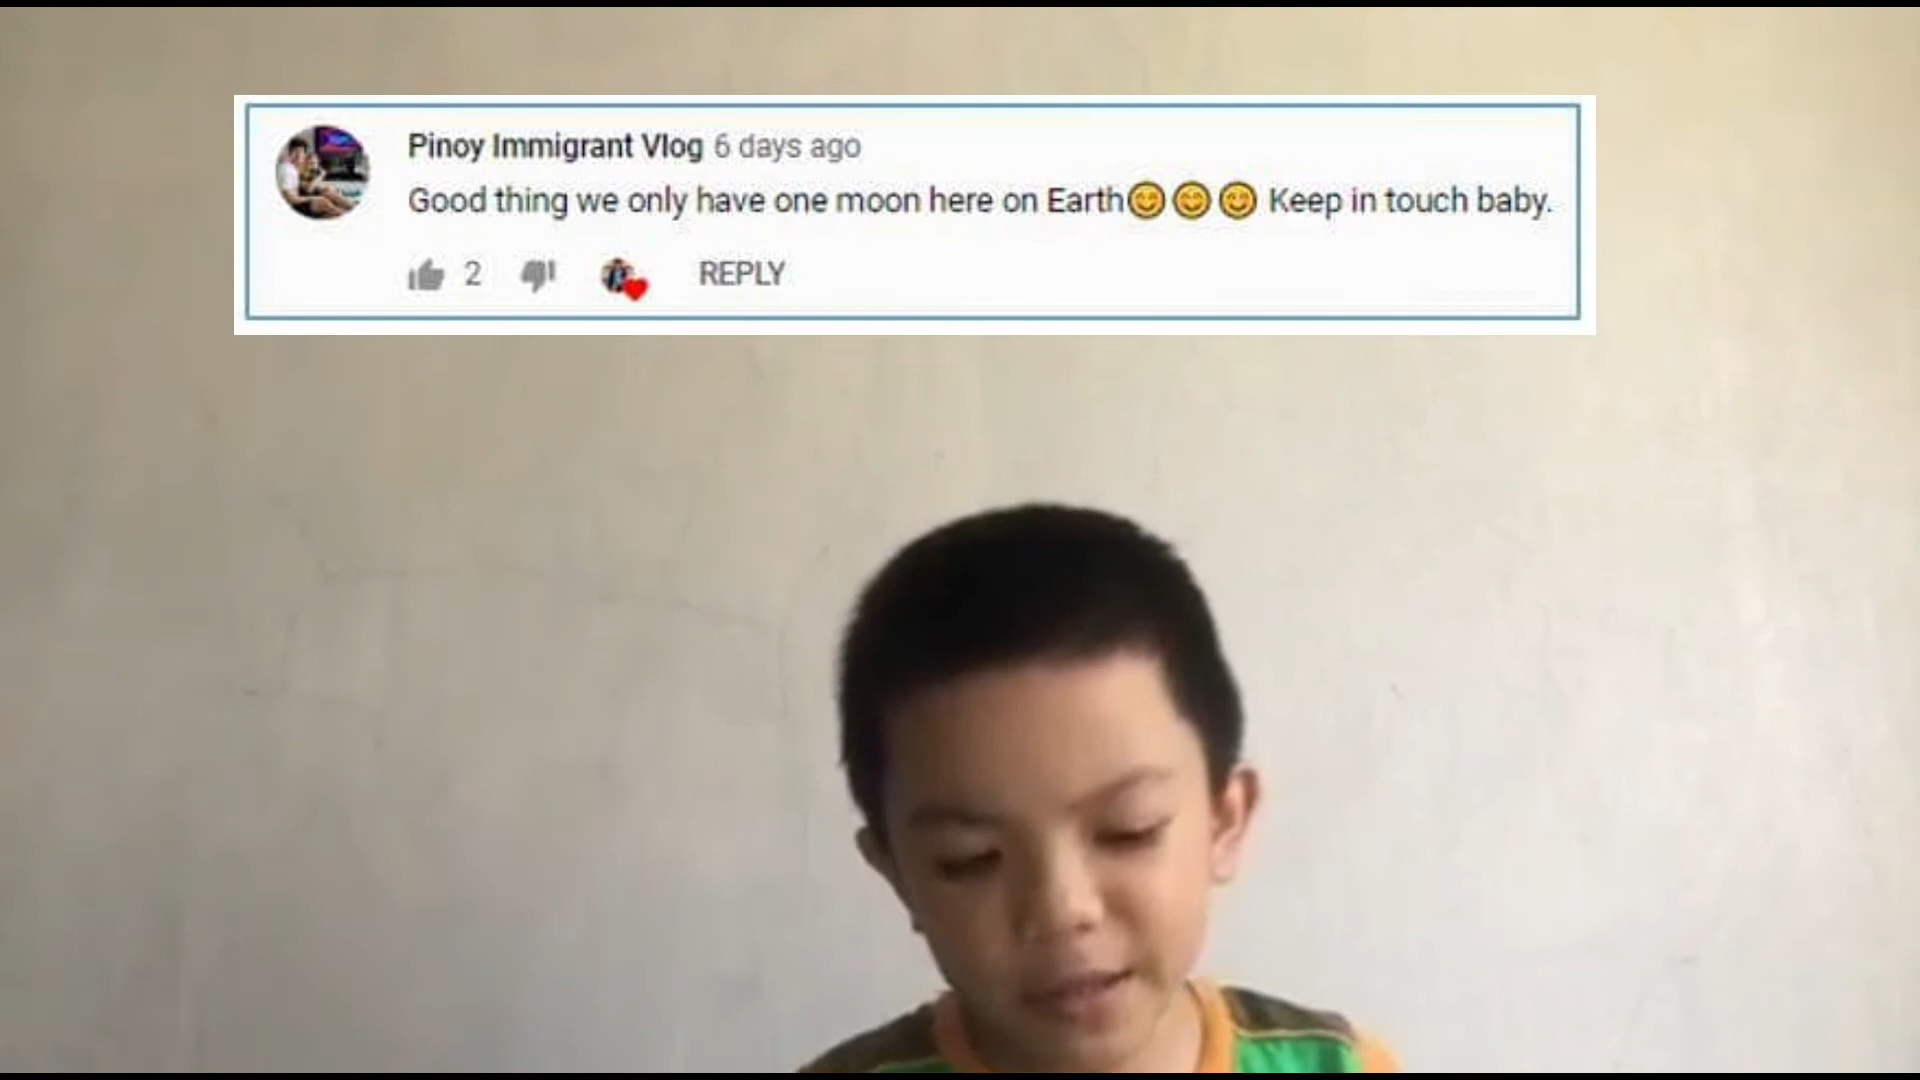 Pinoy Immigrant Vlog 6 days ago
Good thing we only have one moon here on Earth😊😊😊 Keep in touch baby.
2 REPLY